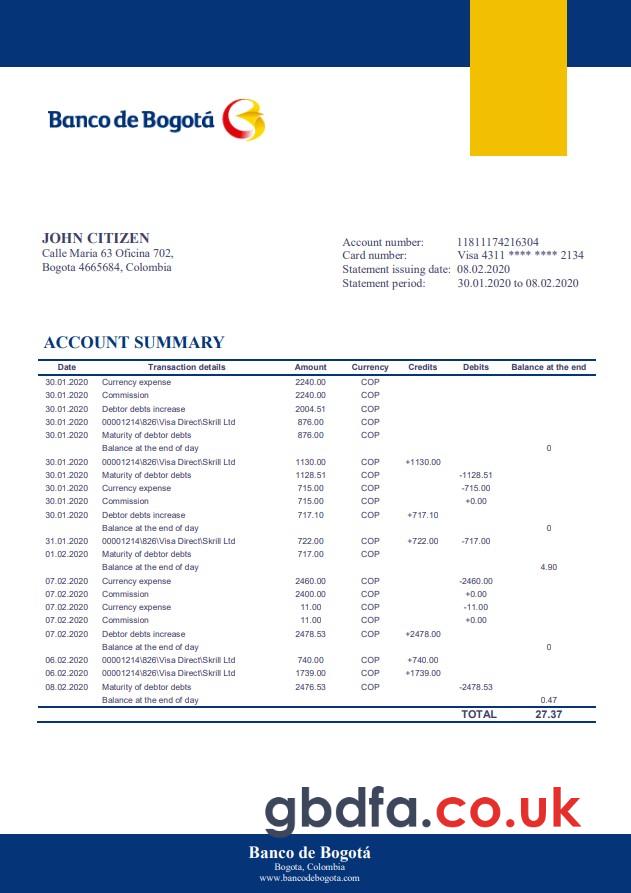 Banco de Bogotá
JOHN CITIZEN
Calle Maria 63 Oficina 702,
Bogota 4665684, Colombia
Account number: 11811174216304
Card number: Visa 4311 **** **** 2134
Statement issuing date: 08.02.2020
Statement period: 30.01.2020 to 08.02.2020
ACCOUNT SUMMARY
Date Transaction details Amount Currency Credits Debits Balance at the end
30.01.2020 Currency expense 2240.00 COP
30.01.2020 Commission 2240.00 COP
30.01.2020 Debtor debts increase 2004.51 COP
30.01.2020 00001214\826\Visa Direct\Skrill Ltd 876.00 COP
30.01.2020 Maturity of debtor debts 876.00 COP
Balance at the end of day 0
30.01.2020 00001214\826\Visa Direct\Skrill Ltd 1130.00 COP +1130.00
30.01.2020 Maturity of debtor debts 1128.51 COP -1128.51
30.01.2020 Currency expense 715.00 COP -715.00
30.01.2020 Commission 715.00 COP +0.00
30.01.2020 Debtor debts increase 717.10 COP +717.10
Balance at the end of day 0
31.01.2020 00001214\826\Visa Direct\Skrill Ltd 722.00 COP +722.00 -717.00
01.02.2020 Maturity of debtor debts 717.00 COP
Balance at the end of day 4.90
07.02.2020 Currency expense 2460.00 COP -2460.00
07.02.2020 Commission 2400.00 COP +0.00
07.02.2020 Currency expense 11.00 COP -11.00
07.02.2020 Commission 11.00 COP +0.00
07.02.2020 Debtor debts increase 2478.53 COP +2478.00
Balance at the end of day 0
06.02.2020 00001214\826\Visa Direct\Skrill Ltd 740.00 COP +740.00
06.02.2020 00001214\826\Visa Direct\Skrill Ltd 1739.00 COP +1739.00
08.02.2020 Maturity of debtor debts 2476.53 COP -2478.53
Balance at the end of day 0.47
TOTAL 27.37
gbdfa.co.uk
Banco de Bogotá
Bogota, Colombia
www.bancodebogota.com